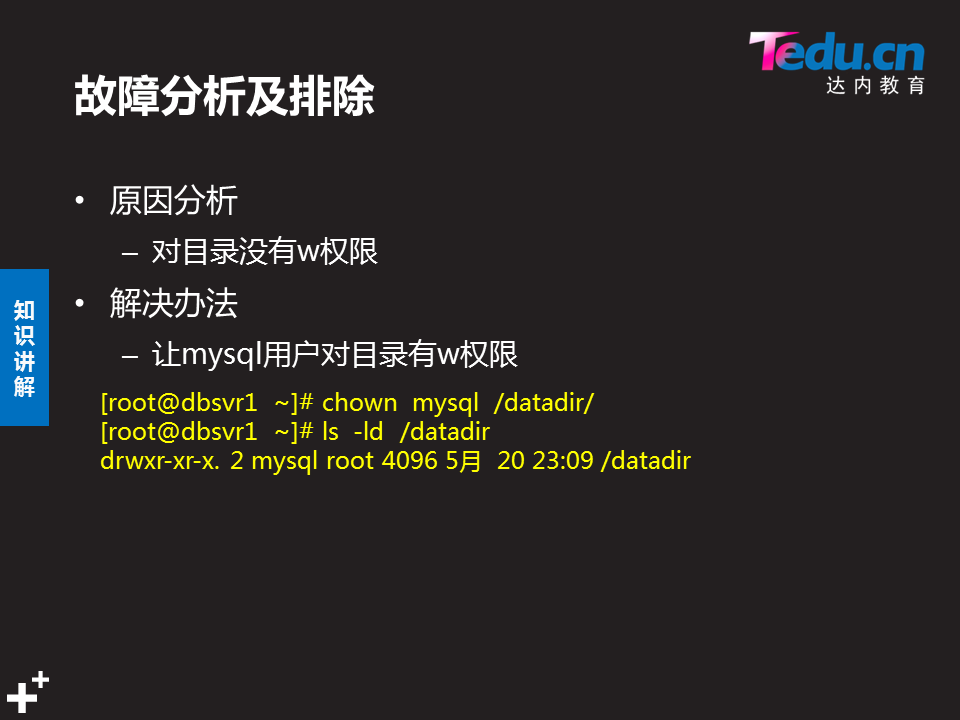 Tedu.cn
达内教育
故障分析及排除
• 原因分析
– 对目录没有w权限
• 解决办法
– 让mysql用户对目录有w权限
知识讲解
[root@dbsvr1 ~]# chown mysql /datadir/
[root@dbsvr1 ~]# ls -ld /datadir
drwxr-xr-x. 2 mysql root 4096 5月 20 23:09 /datadir